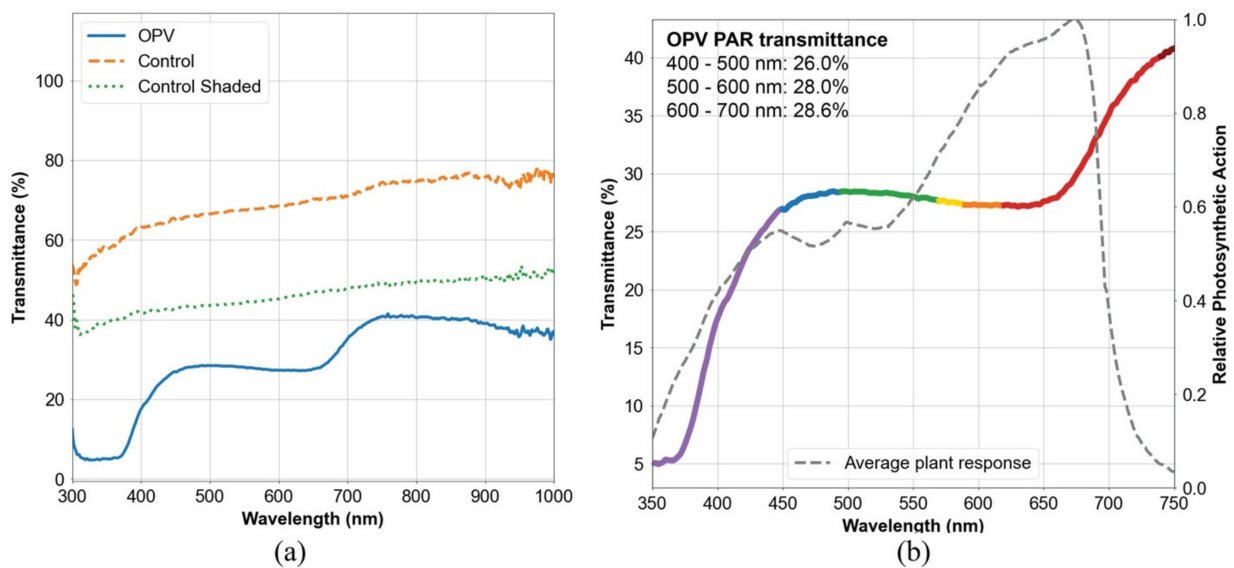 OPV
Control
Control Shaded
100
80
60
40
20
0
Transmittance (%)
300 400 500 600 700 800 900 1000
Wavelength (nm)
(a)
OPV PAR transmittance
400 - 500 nm: 26.0%
500 - 600 nm: 28.0%
600 - 700 nm: 28.6%
40
35
30
25
20
15
10
5
Transmittance (%)
1.0
0.8
0.6
0.4
0.2
0.0
Relative Photosynthetic Action
Average plant response
350 400 450 500 550 600 650 700 750
Wavelength (nm)
(b)